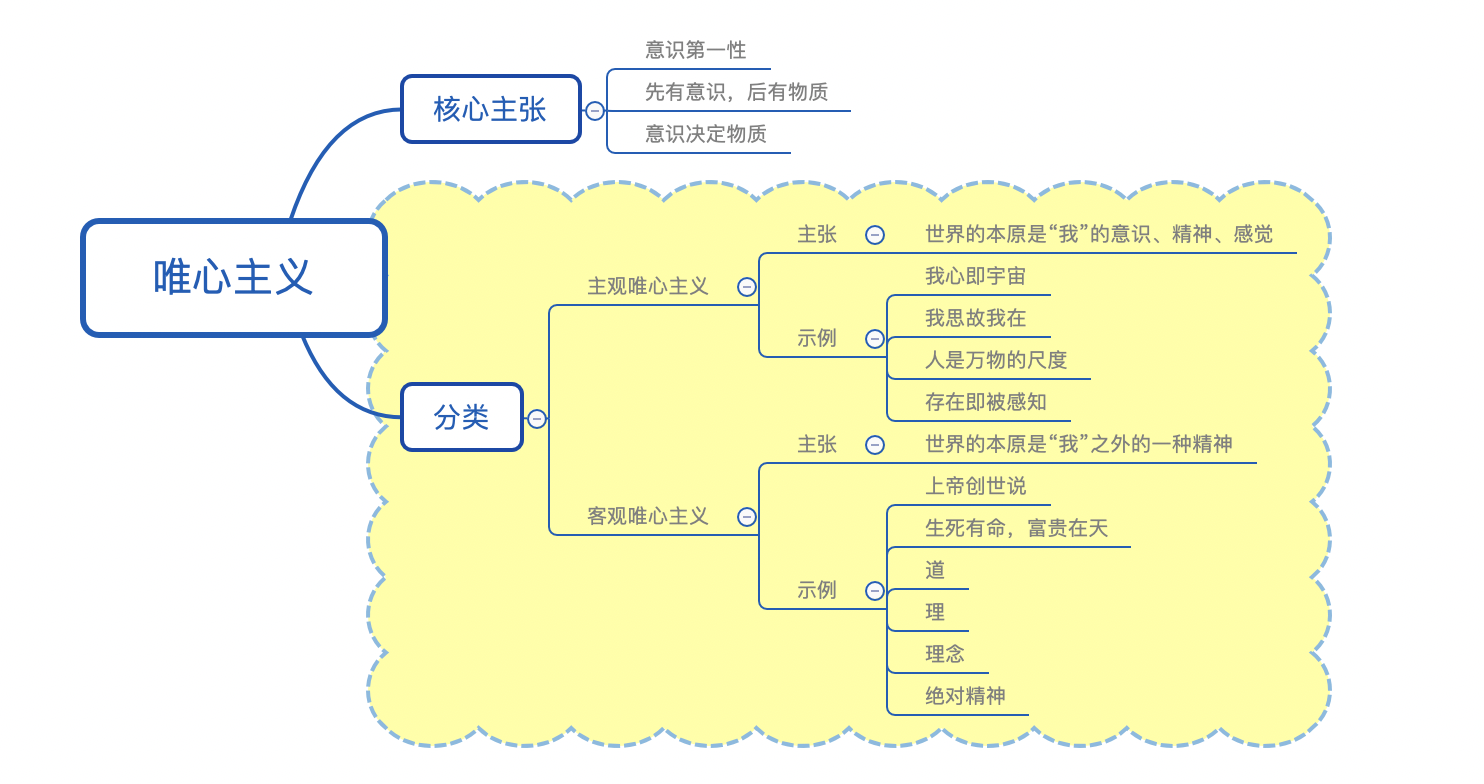 唯心主义
核心主张
意识第一性
先有意识，后有物质
意识决定物质
分类
主观唯心主义
主张
世界的本原是“我”的意识、精神、感觉
示例
我心即宇宙
我思故我在
人是万物的尺度
存在即被感知
客观唯心主义
主张
世界的本原是“我”之外的一种精神
示例
上帝创世说
生死有命，富贵在天
道
理
理念
绝对精神